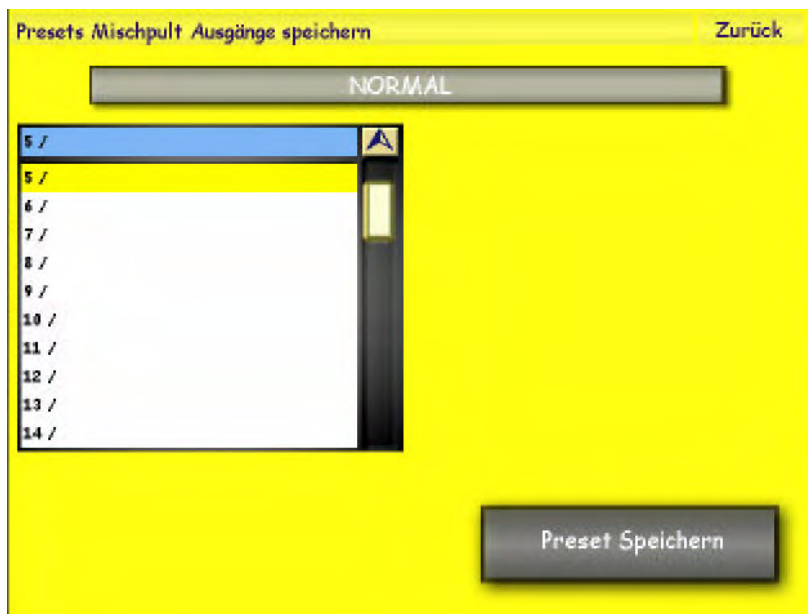 Presets Mischpult Ausgänge speichern
Zurück
NORMAL
5 /
5 /
6 /
7 /
8 /
9 /
10 /
11 /
12 /
13 /
14 /
Preset Speichern